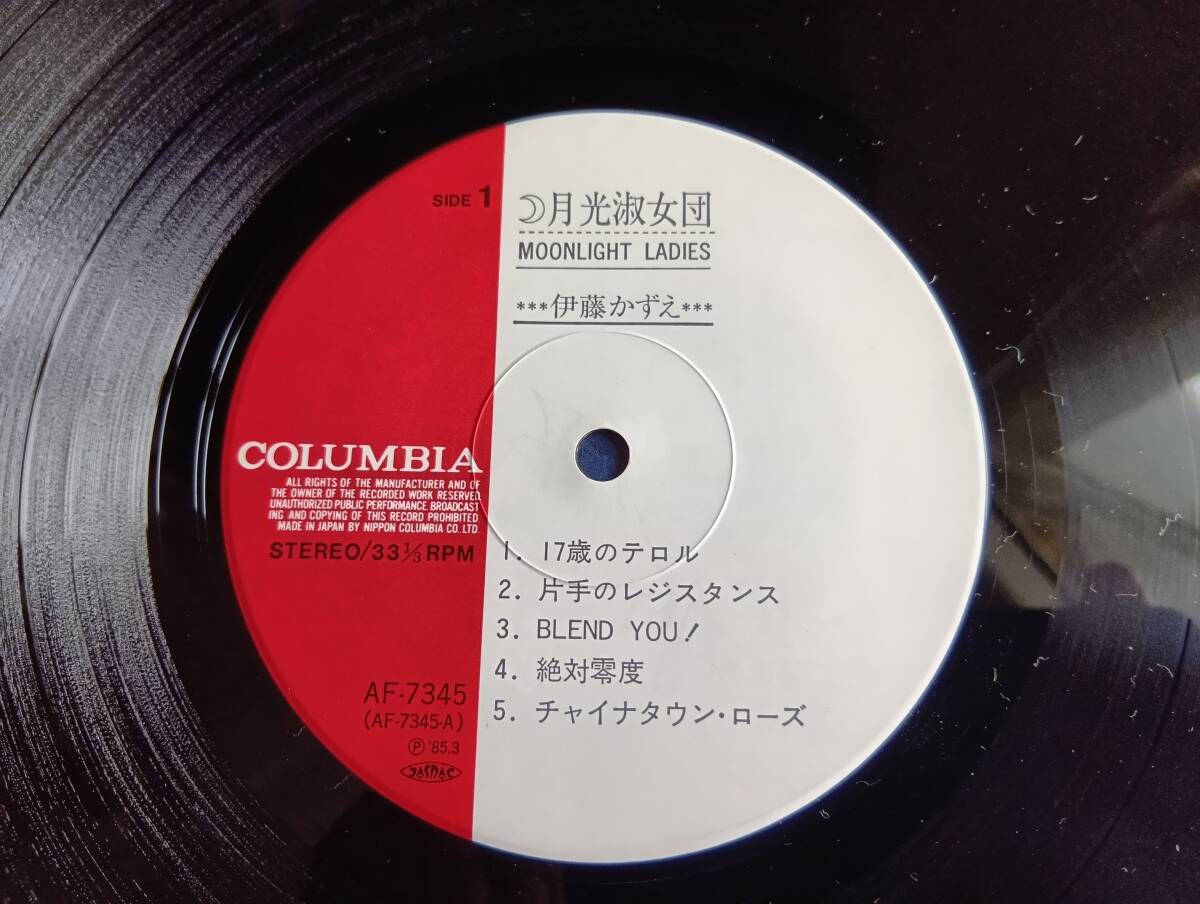 SIDE 1
月光淑女団
MOONLIGHT LADIES
***伊藤かずえ***
COLUMBIA
ALL RIGHTS OF THE MANUFACTURER AND OF
THE OWNER OF THE RECORDED WORK RESERVED
UNAUTHORIZED PUBLIC PERFORMANCE BROADCAST
ING AND COPYING OF THIS RECORD PROHIBITED.
MADE IN JAPAN BY NIPPON COLUMBIA CO., LTD.
STEREO/33 1/3 RPM
1. 17歳のテロル
2. 片手のレジスタンス
3. BLEND YOU!
4. 絶対零度
5. チャイナタウン・ローズ
AF-7345
(AF-7345-A)
Ⓟ '85.3
JASRAC